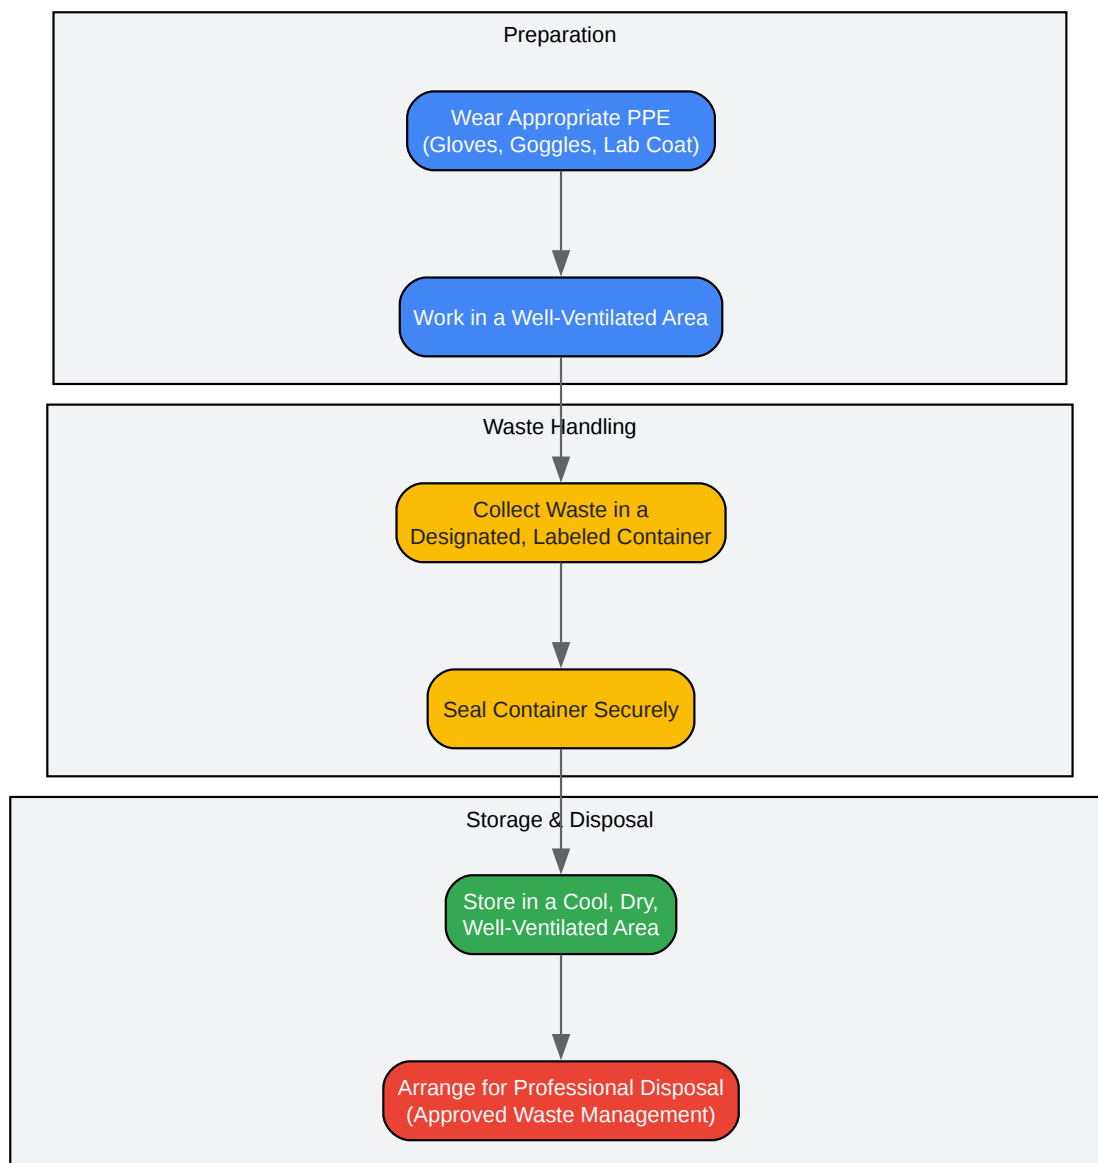 Preparation
Wear Appropriate PPE
(Gloves, Goggles, Lab Coat)
Work in a Well-Ventilated Area
Waste Handling
Collect Waste in a
Designated, Labeled Container
Seal Container Securely
Storage & Disposal
Store in a Cool, Dry,
Well-Ventilated Area
Arrange for Professional Disposal
(Approved Waste Management)